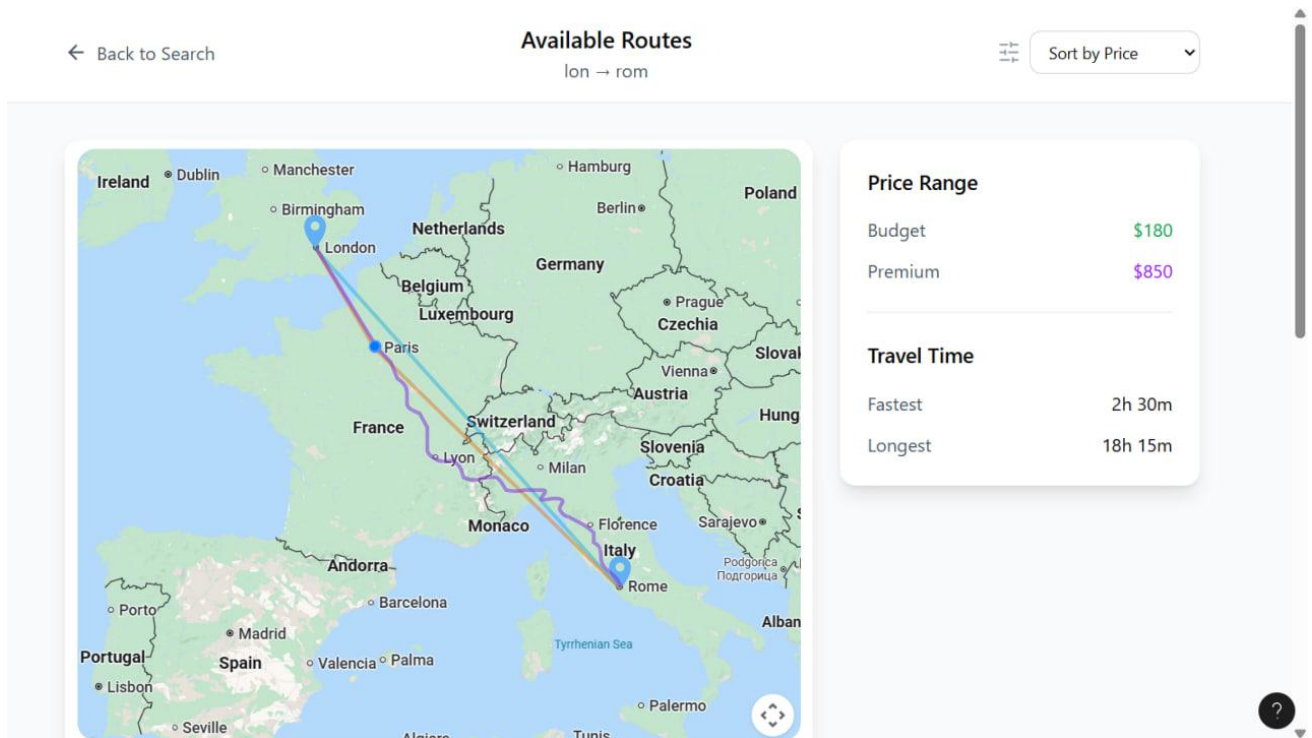 Back to Search
Available Routes
lon → rom
Sort by Price
Ireland
Dublin
Manchester
Hamburg
Poland
Birmingham
Berlin
Netherlands
London
Germany
Belgium
Prague
Luxembourg
Czechia
Paris
Slovak
Vienna
Austria
France
Switzerland
Hung
Slovenia
Lyon
Milan
Croatia
Monaco
Florence
Sarajevo
Italy
Andorra
Podgorica
Подгорица
Rome
Porto
Barcelona
Alban
Madrid
Tyrrhenian Sea
Portugal
Spain
Valencia
Palma
Lisbon
Palermo
Seville
Algiers
Tunis
Price Range
Budget $180
Premium $850
Travel Time
Fastest 2h 30m
Longest 18h 15m
?